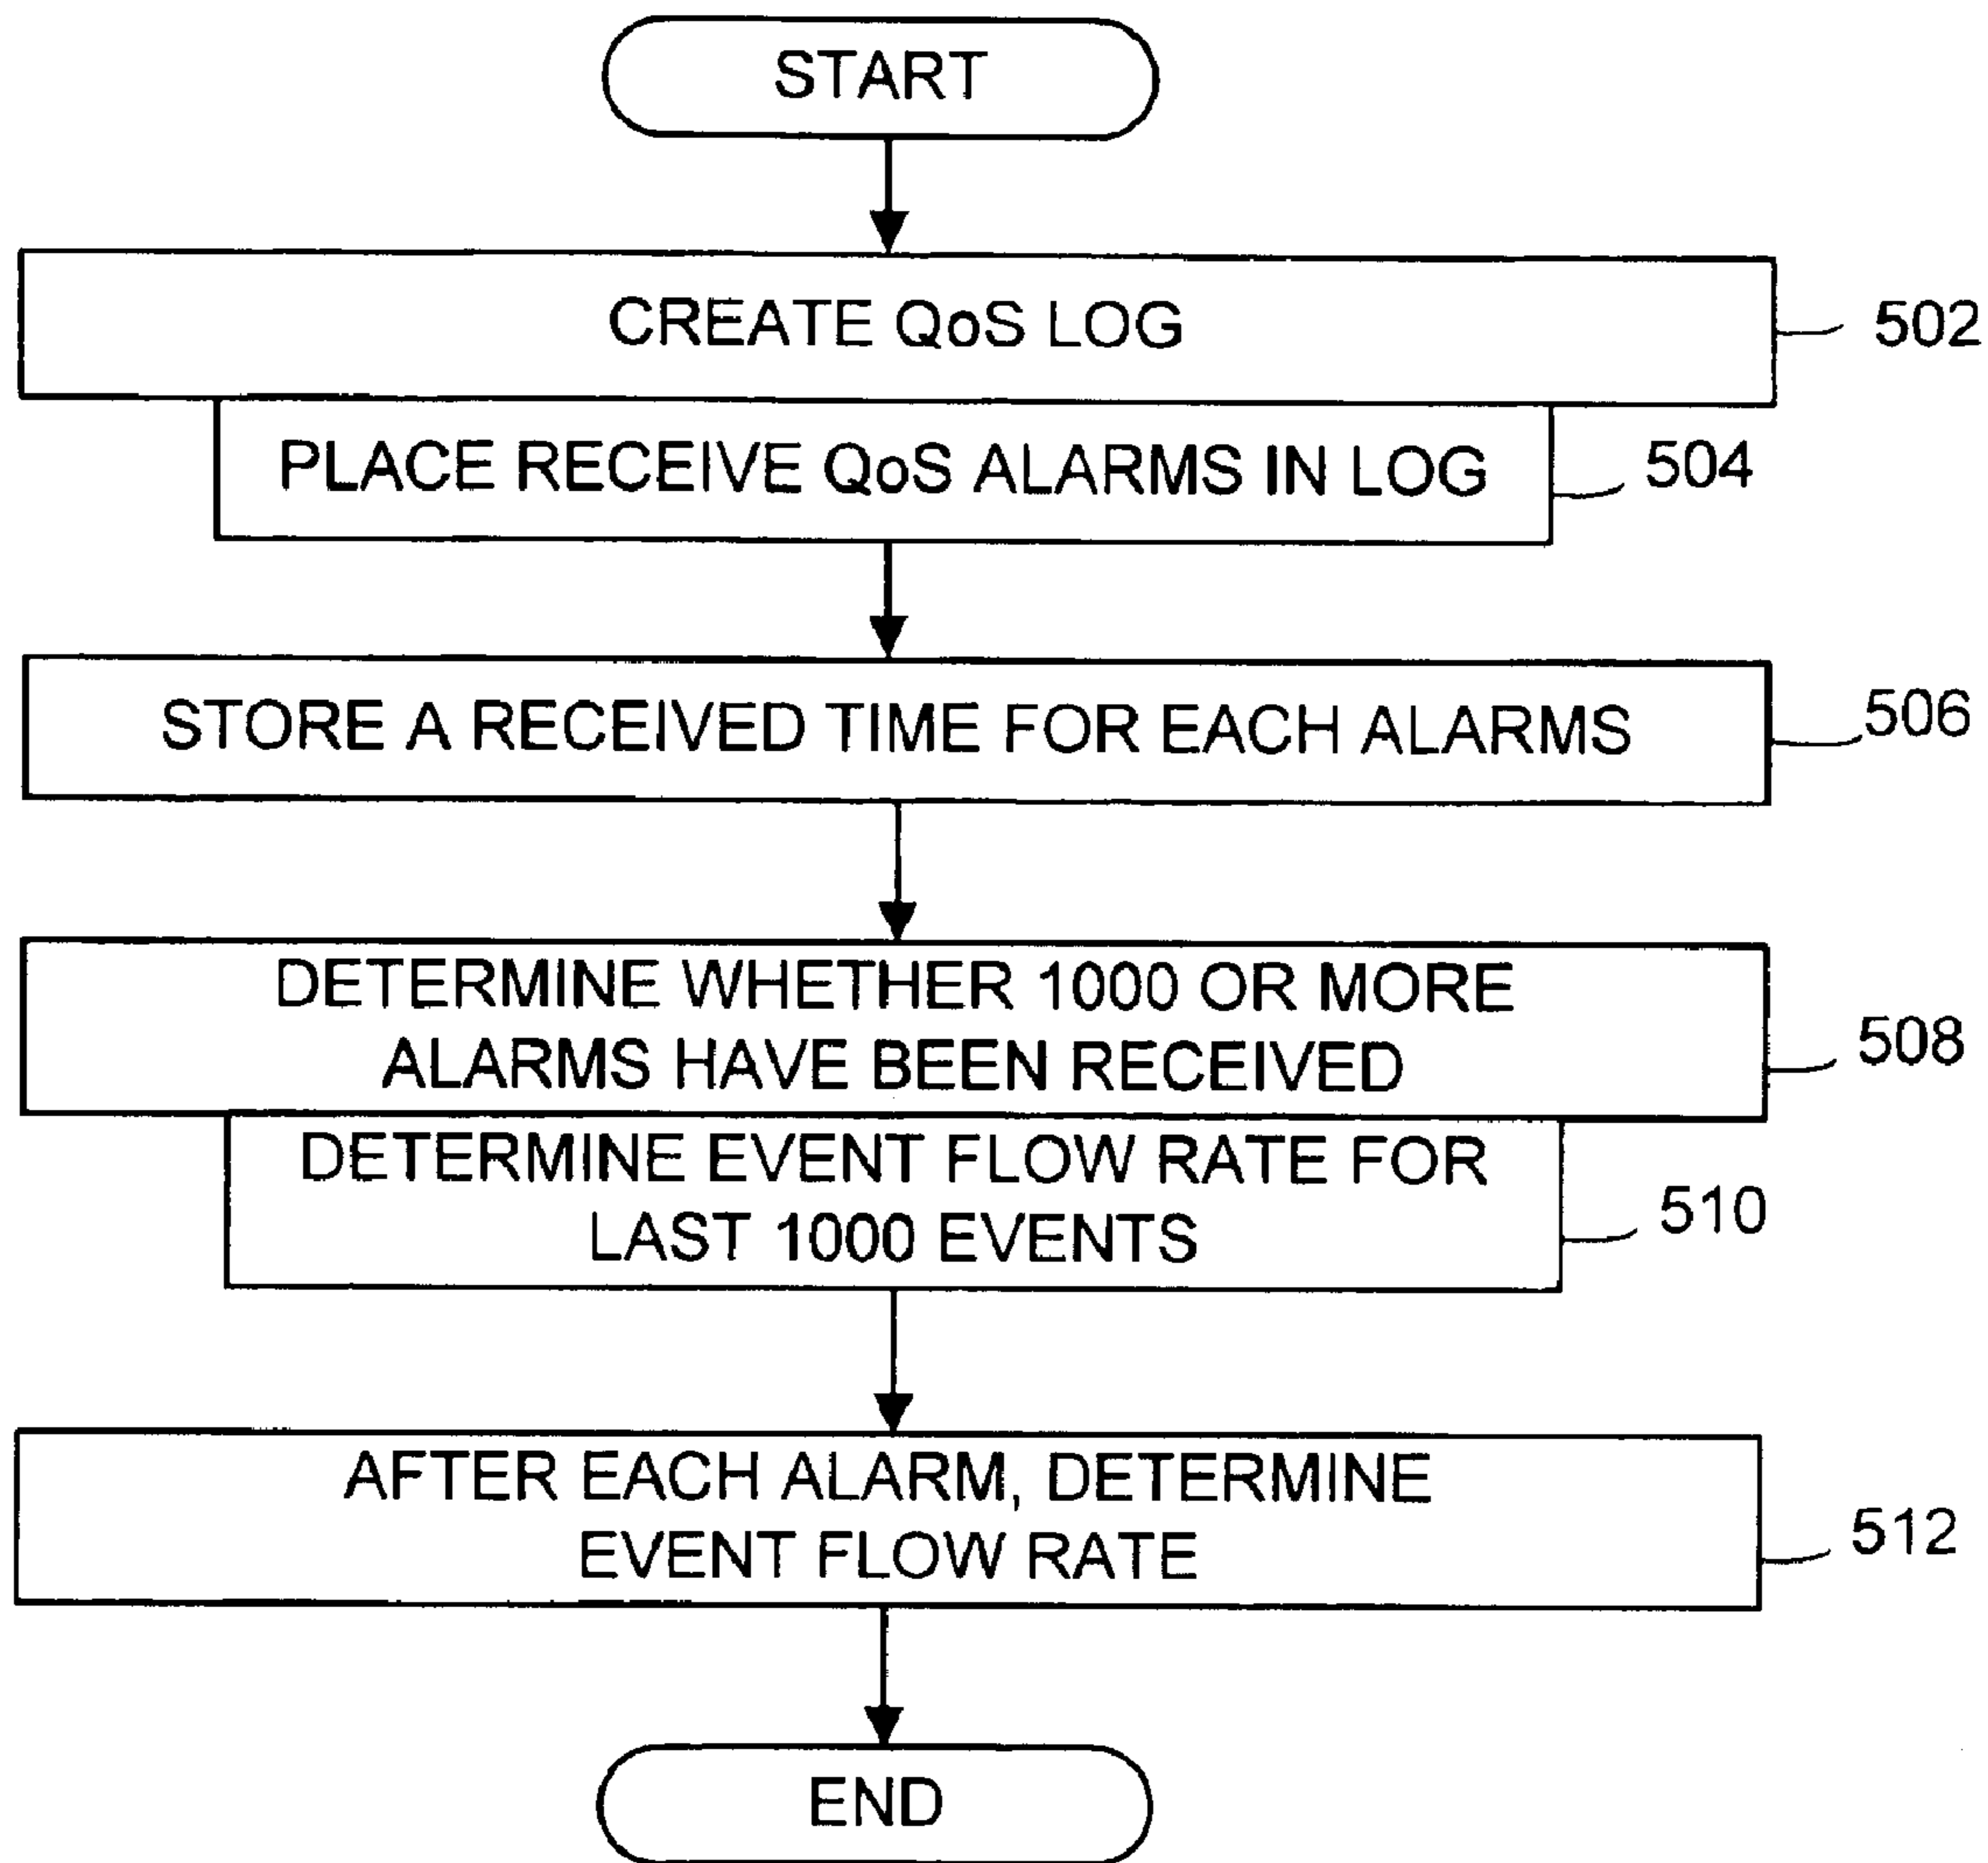 START
CREATE QoS LOG
502
PLACE RECEIVE QoS ALARMS IN LOG
504
STORE A RECEIVED TIME FOR EACH ALARMS
506
DETERMINE WHETHER 1000 OR MORE
ALARMS HAVE BEEN RECEIVED
508
DETERMINE EVENT FLOW RATE FOR
LAST 1000 EVENTS
510
AFTER EACH ALARM, DETERMINE
EVENT FLOW RATE
512
END